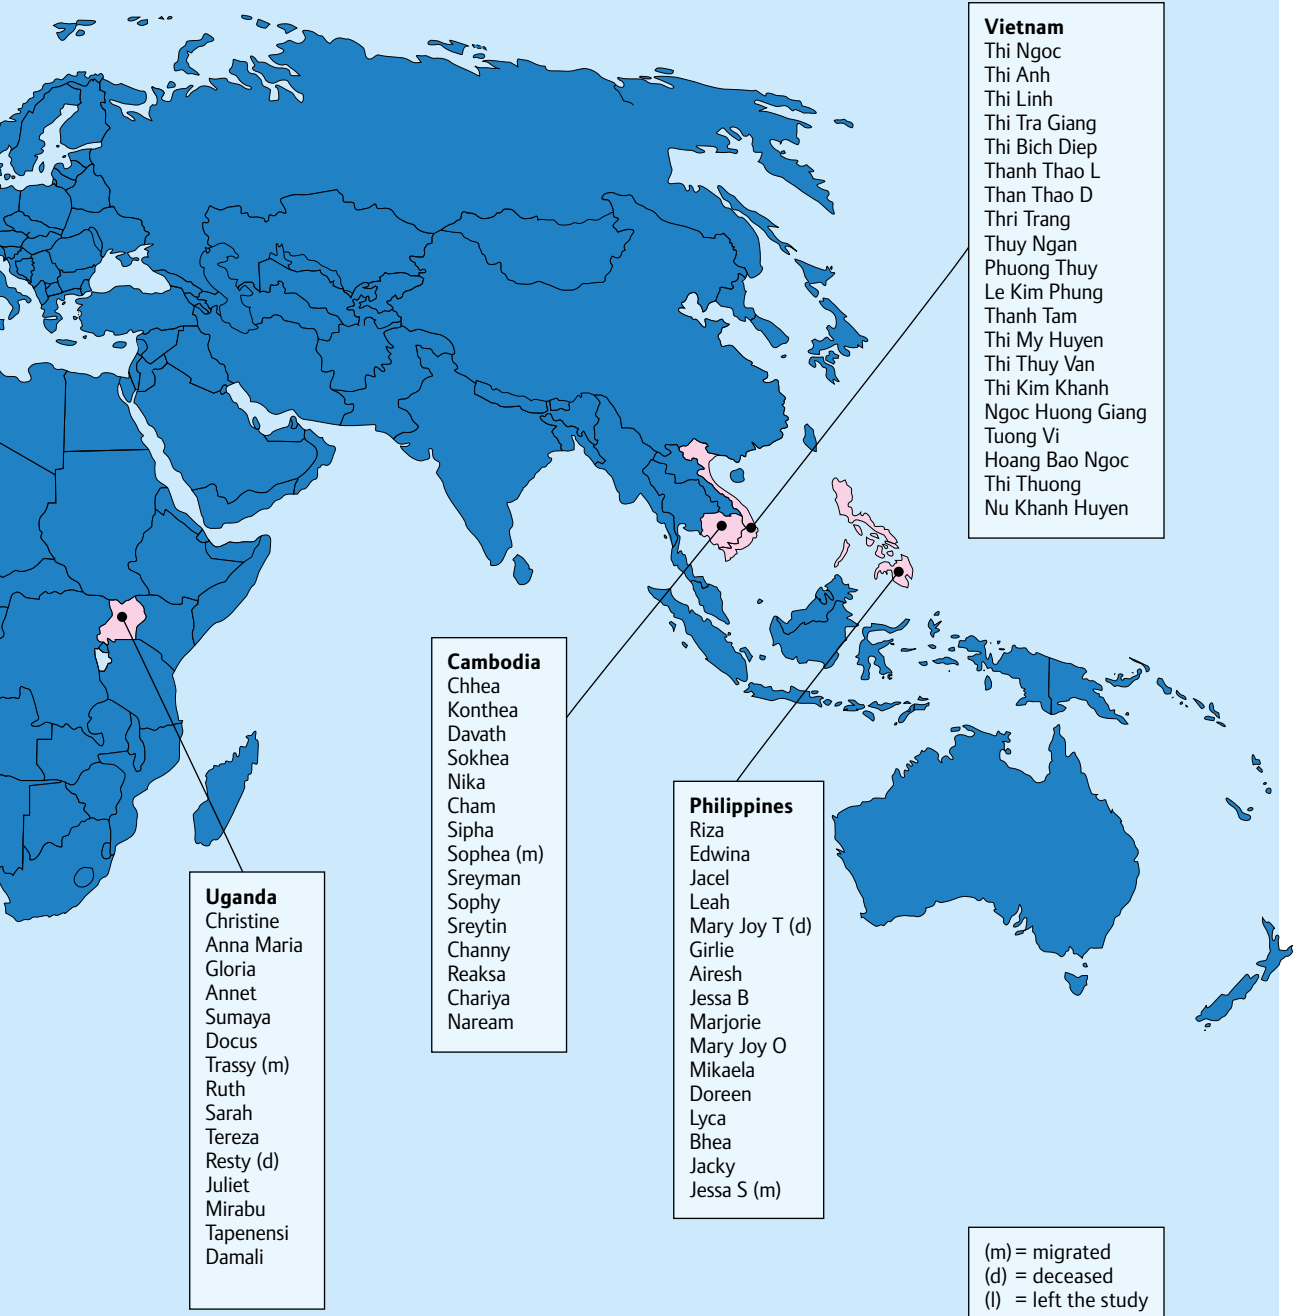 Vietnam
Thi Ngoc
Thi Anh
Thi Linh
Thi Tra Giang
Thi Bich Diep
Thanh Thao L
Than Thao D
Thri Trang
Thuy Ngan
Phuong Thuy
Le Kim Phung
Thanh Tam
Thi My Huyen
Thi Thuy Van
Thi Kim Khanh
Ngoc Huong Giang
Tuong Vi
Hoang Bao Ngoc
Thi Thuong
Nu Khanh Huyen
Cambodia
Chhea
Konthea
Davath
Sokhea
Nika
Cham
Sipha
Sophea (m)
Sreyman
Sophy
Sreytin
Channy
Reaksa
Chariya
Naream
Philippines
Riza
Edwina
Jacel
Leah
Mary Joy T (d)
Girlie
Airesh
Jessa B
Marjorie
Mary Joy O
Mikaela
Doreen
Lyca
Bhea
Jacky
Jessa S (m)
Uganda
Christine
Anna Maria
Gloria
Annet
Sumaya
Docus
Trassy (m)
Ruth
Sarah
Tereza
Resty (d)
Juliet
Mirabu
Tapenensi
Damali
(m) = migrated
(d) = deceased
(l) = left the study